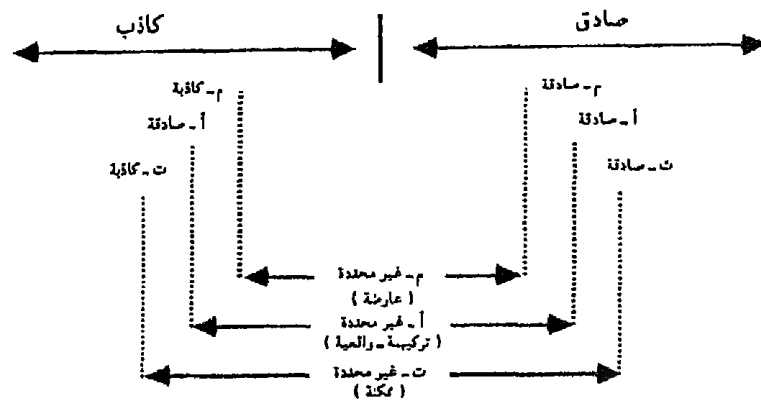 صادق
كاذب
م ـ صادقة
م ـ كاذبة
أ ـ صادقة
أ ـ صادقة
ت ـ صادقة
ت ـ كاذبة
م ـ غير محددة
( عارضة )
أ ـ غير محددة
( تركيبية ـ واقعية )
ت ـ غير محددة
( ممكنة )